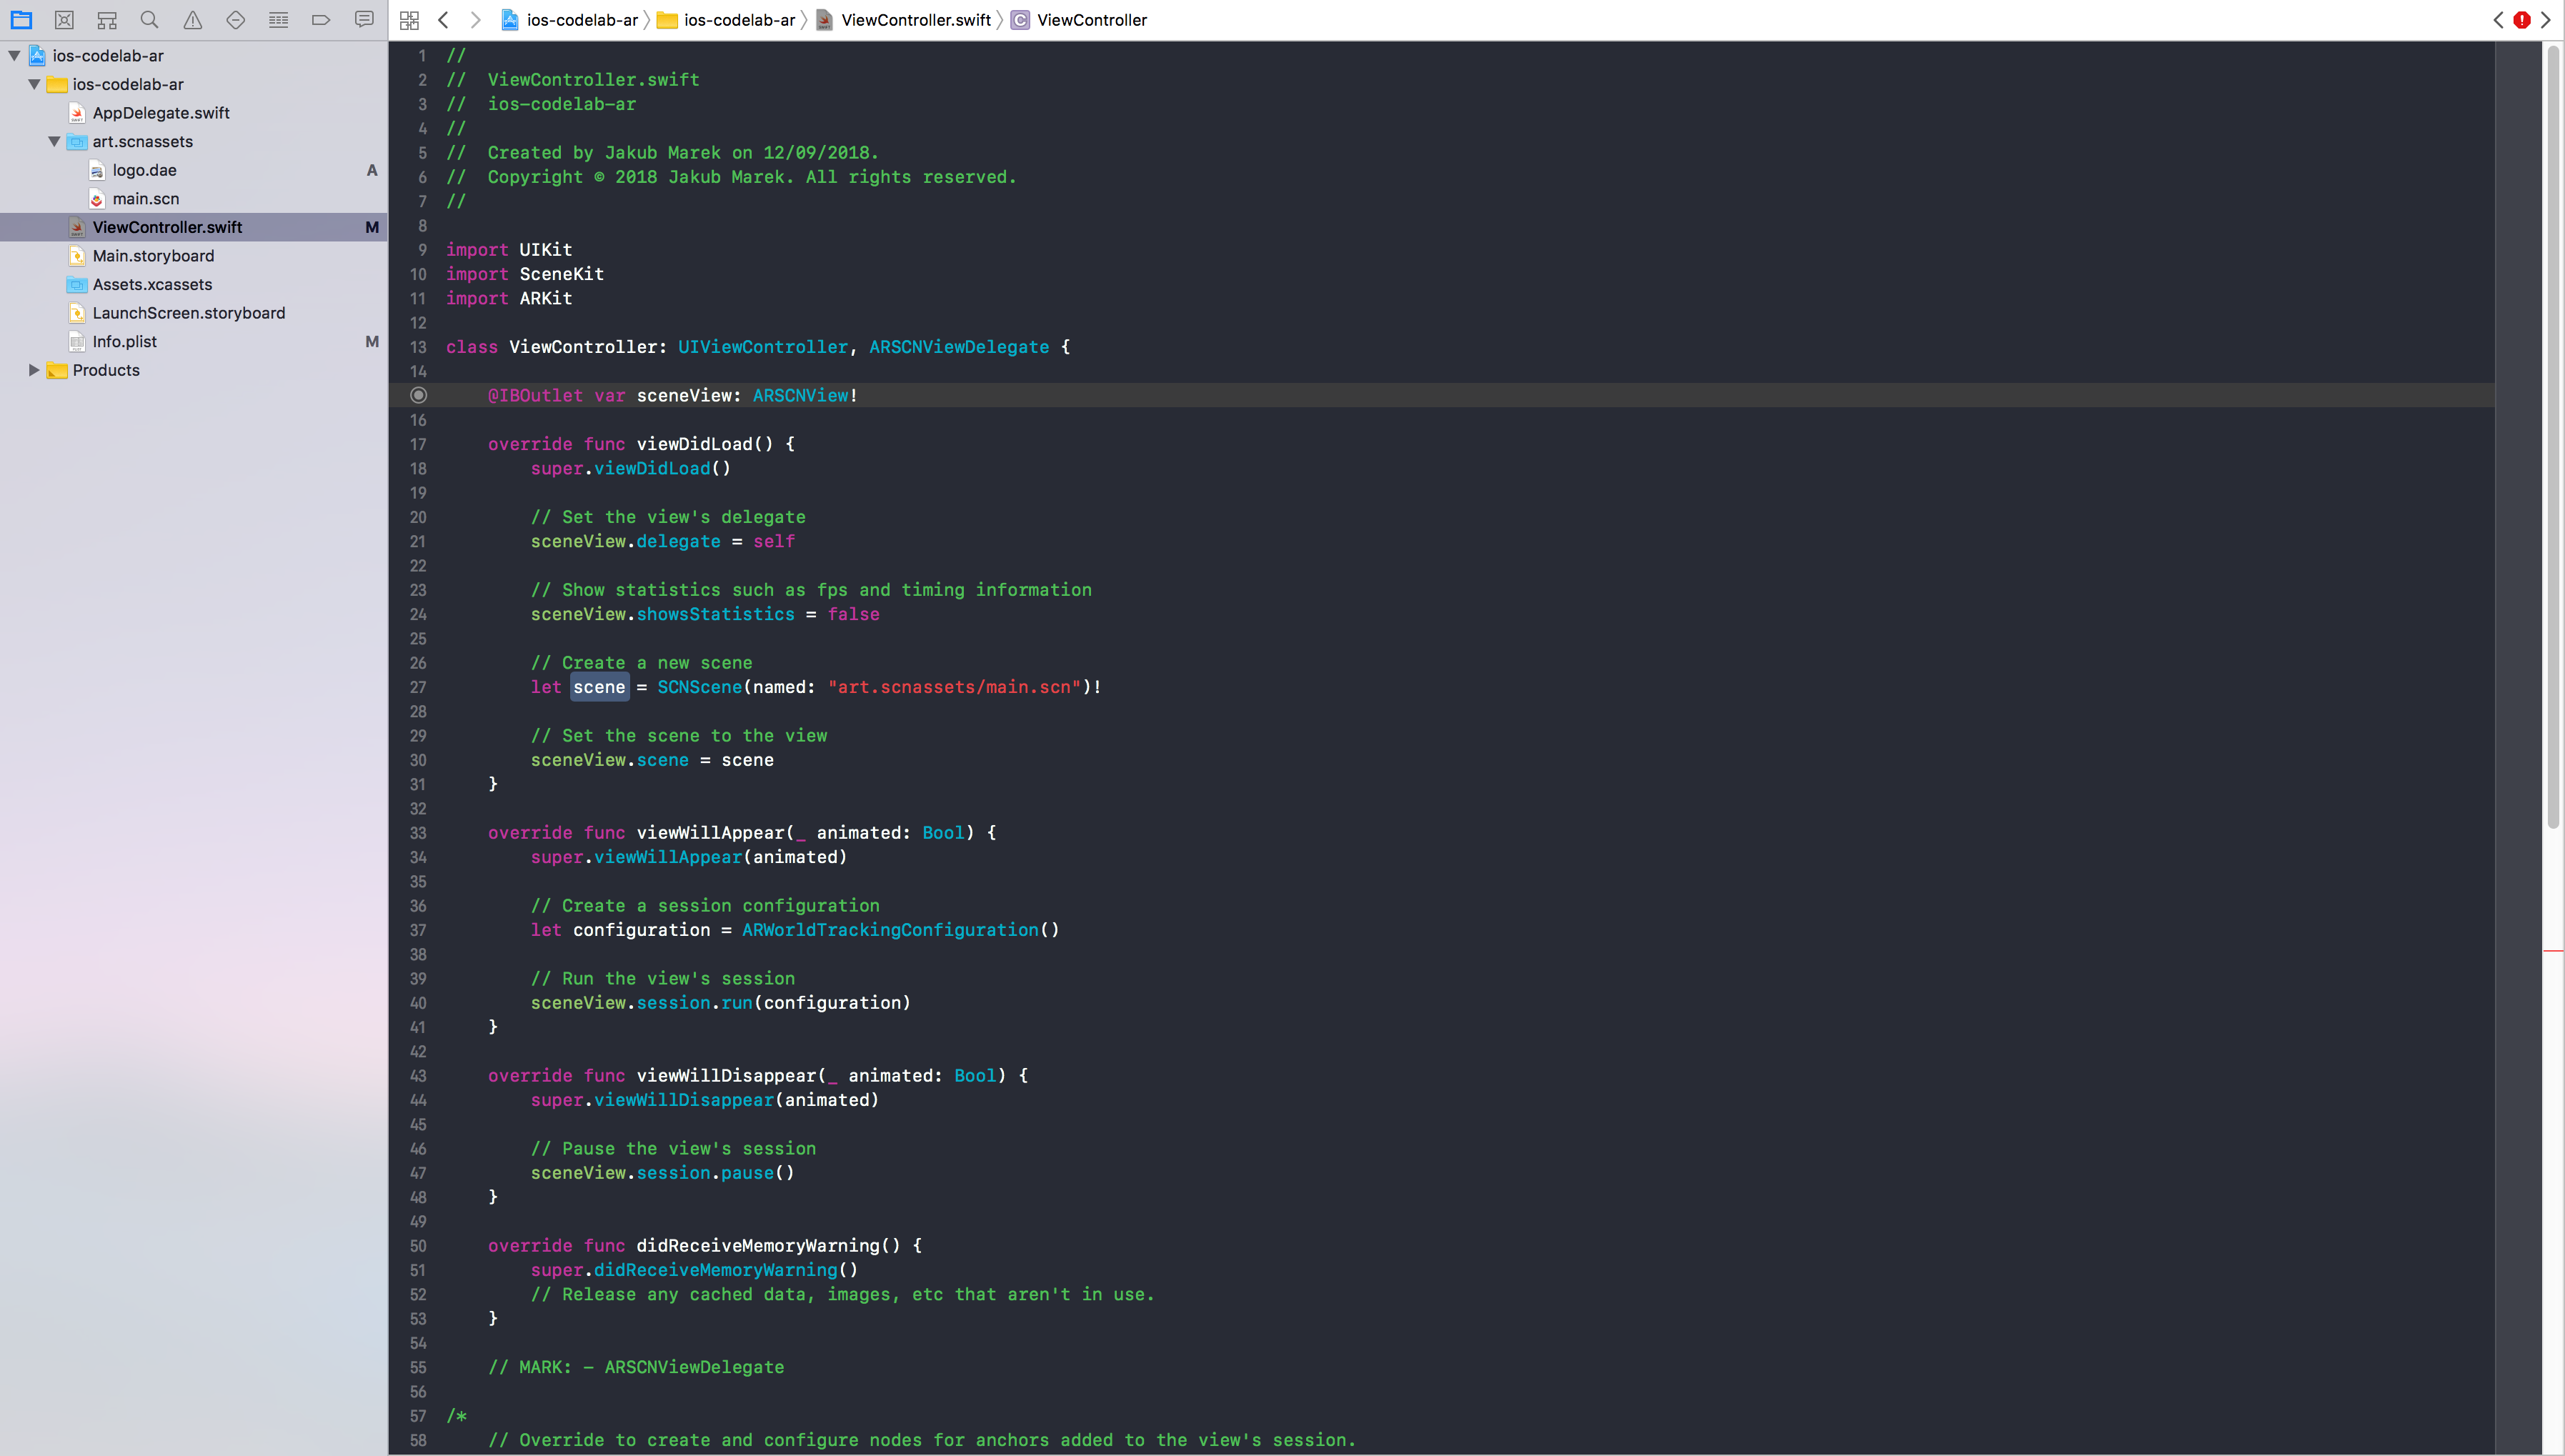 ios-codelab-ar
ios-codelab-ar
AppDelegate.swift
art.scnassets
logo.dae A
main.scn
ViewController.swift M
Main.storyboard
Assets.xcassets
LaunchScreen.storyboard
Info.plist M
Products
ios-codelab-ar ios-codelab-ar ViewController.swift C ViewController
1 //
2 //  ViewController.swift
3 //  ios-codelab-ar
4 //
5 //  Created by Jakub Marek on 12/09/2018.
6 //  Copyright © 2018 Jakub Marek. All rights reserved.
7 //
8
9 import UIKit
10 import SceneKit
11 import ARKit
12
13 class ViewController: UIViewController, ARSCNViewDelegate {
14
@IBOutlet var sceneView: ARSCNView!
16
17     override func viewDidLoad() {
18         super.viewDidLoad()
19
20         // Set the view's delegate
21         sceneView.delegate = self
22
23         // Show statistics such as fps and timing information
24         sceneView.showsStatistics = false
25
26         // Create a new scene
27         let scene = SCNScene(named: "art.scnassets/main.scn")!
28
29         // Set the scene to the view
30         sceneView.scene = scene
31     }
32
33     override func viewWillAppear(_ animated: Bool) {
34         super.viewWillAppear(animated)
35
36         // Create a session configuration
37         let configuration = ARWorldTrackingConfiguration()
38
39         // Run the view's session
40         sceneView.session.run(configuration)
41     }
42
43     override func viewWillDisappear(_ animated: Bool) {
44         super.viewWillDisappear(animated)
45
46         // Pause the view's session
47         sceneView.session.pause()
48     }
49
50     override func didReceiveMemoryWarning() {
51         super.didReceiveMemoryWarning()
52         // Release any cached data, images, etc that aren't in use.
53     }
54
55     // MARK: - ARSCNViewDelegate
56
57 /*
58     // Override to create and configure nodes for anchors added to the view's session.